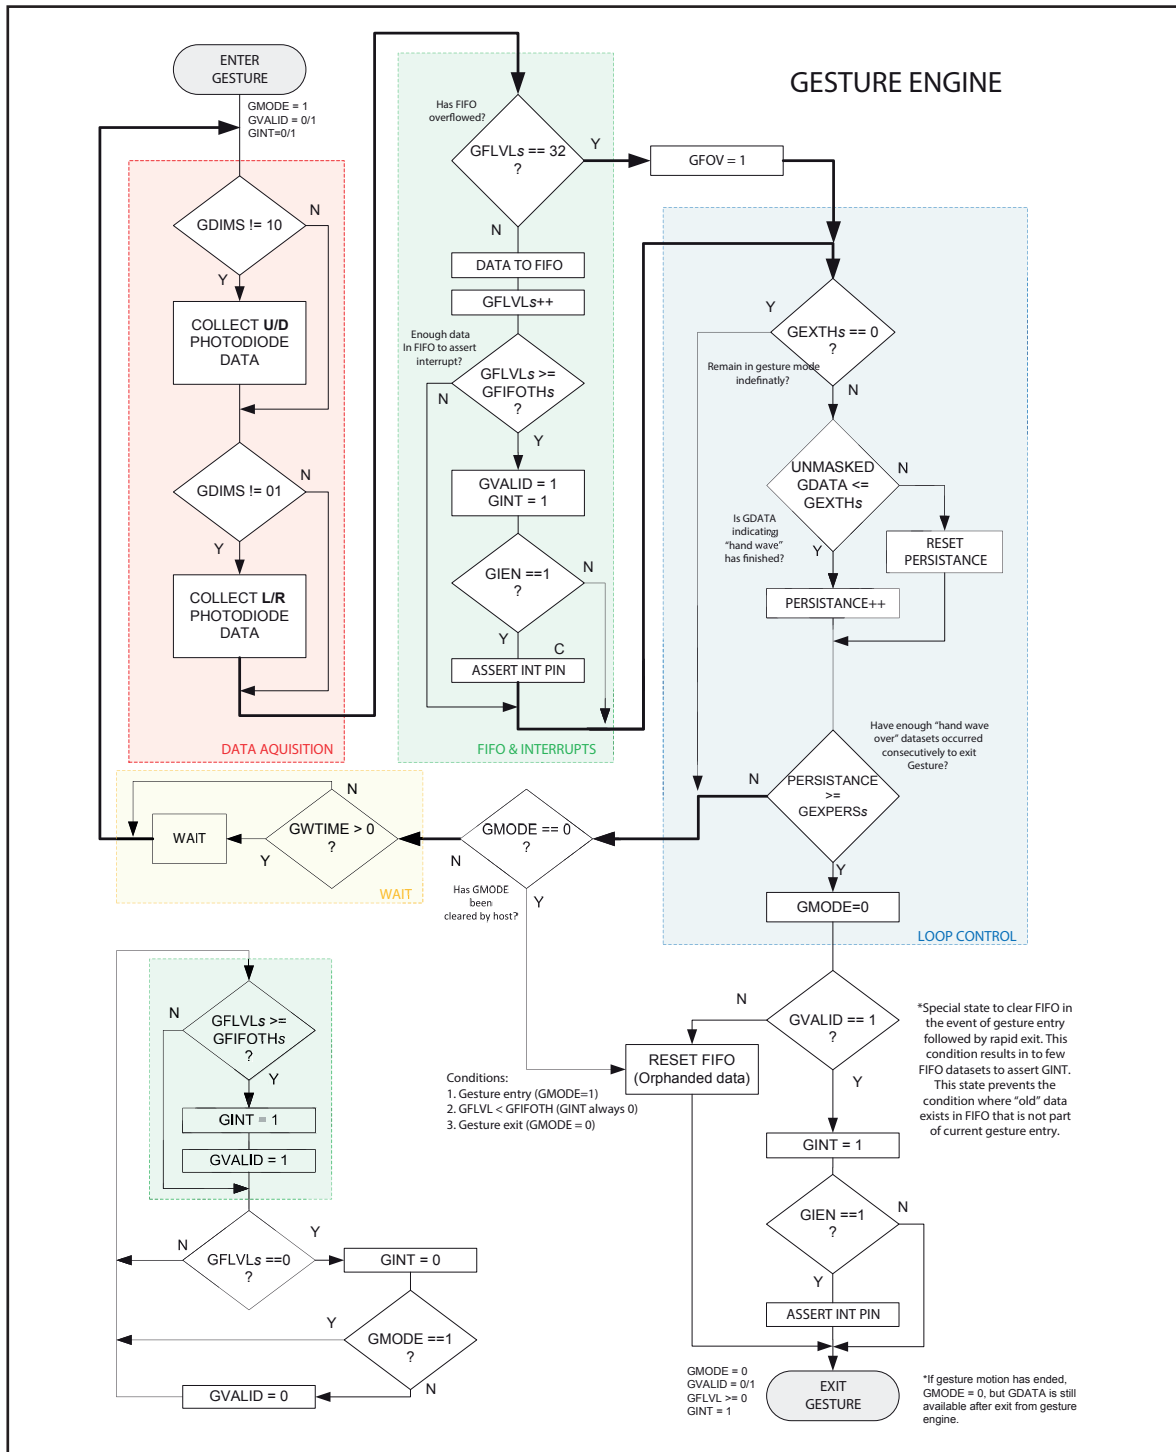 GESTURE ENGINE
ENTER
GESTURE
GMODE = 1
GVALID = 0/1
GINT=0/1
GDIMS != 10
N
Y
COLLECT U/D
PHOTODIODE
DATA
GDIMS != 01
N
Y
COLLECT L/R
PHOTODIODE
DATA
DATA AQUISITION
Has FIFO
overflowed?
GFLVLs == 32
?
Y
N
GFOV = 1
DATA TO FIFO
GFLVLs++
Enough data
In FIFO to assert
interrupt?
GFLVLs >=
GFIFOTHs
?
N
Y
GVALID = 1
GINT = 1
GIEN ==1
?
N
Y
C
ASSERT INT PIN
FIFO & INTERRUPTS
Y
GEXTHs == 0
?
Remain in gesture mode
indefinatly?
N
UNMASKED
GDATA <=
GEXTHs
N
Is GDATA
indicating
“hand wave”
has finished?
Y
RESET
PERSISTANCE
PERSISTANCE++
Have enough “hand wave
over” datasets occurred
consecutively to exit
Gesture?
N
PERSISTANCE
>=
GEXPERSs
Y
GMODE=0
LOOP CONTROL
N
WAIT
GWTIME > 0
?
Y
WAIT
GMODE == 0
?
N
Has GMODE
been
cleared by host?
Y
N
GFLVLs >=
GFIFOTHs
?
Y
GINT = 1
GVALID = 1
N
GFLVLs ==0
?
Y
GINT = 0
Y
GMODE ==1
?
N
GVALID = 0
Conditions:
1. Gesture entry (GMODE=1)
2. GFLVL < GFIFOTH (GINT always 0)
3. Gesture exit (GMODE = 0)
RESET FIFO
(Orphanded data)
N
GVALID == 1
?
Y
*Special state to clear FIFO in
the event of gesture entry
followed by rapid exit. This
condition results in to few
FIFO datasets to assert GINT.
This state prevents the
condition where “old” data
exists in FIFO that is not part
of current gesture entry.
GINT = 1
GIEN ==1
?
N
Y
ASSERT INT PIN
GMODE = 0
GVALID = 0/1
GFLVL >= 0
GINT = 1
EXIT
GESTURE
*If gesture motion has ended,
GMODE = 0, but GDATA is still
available after exit from gesture
engine.